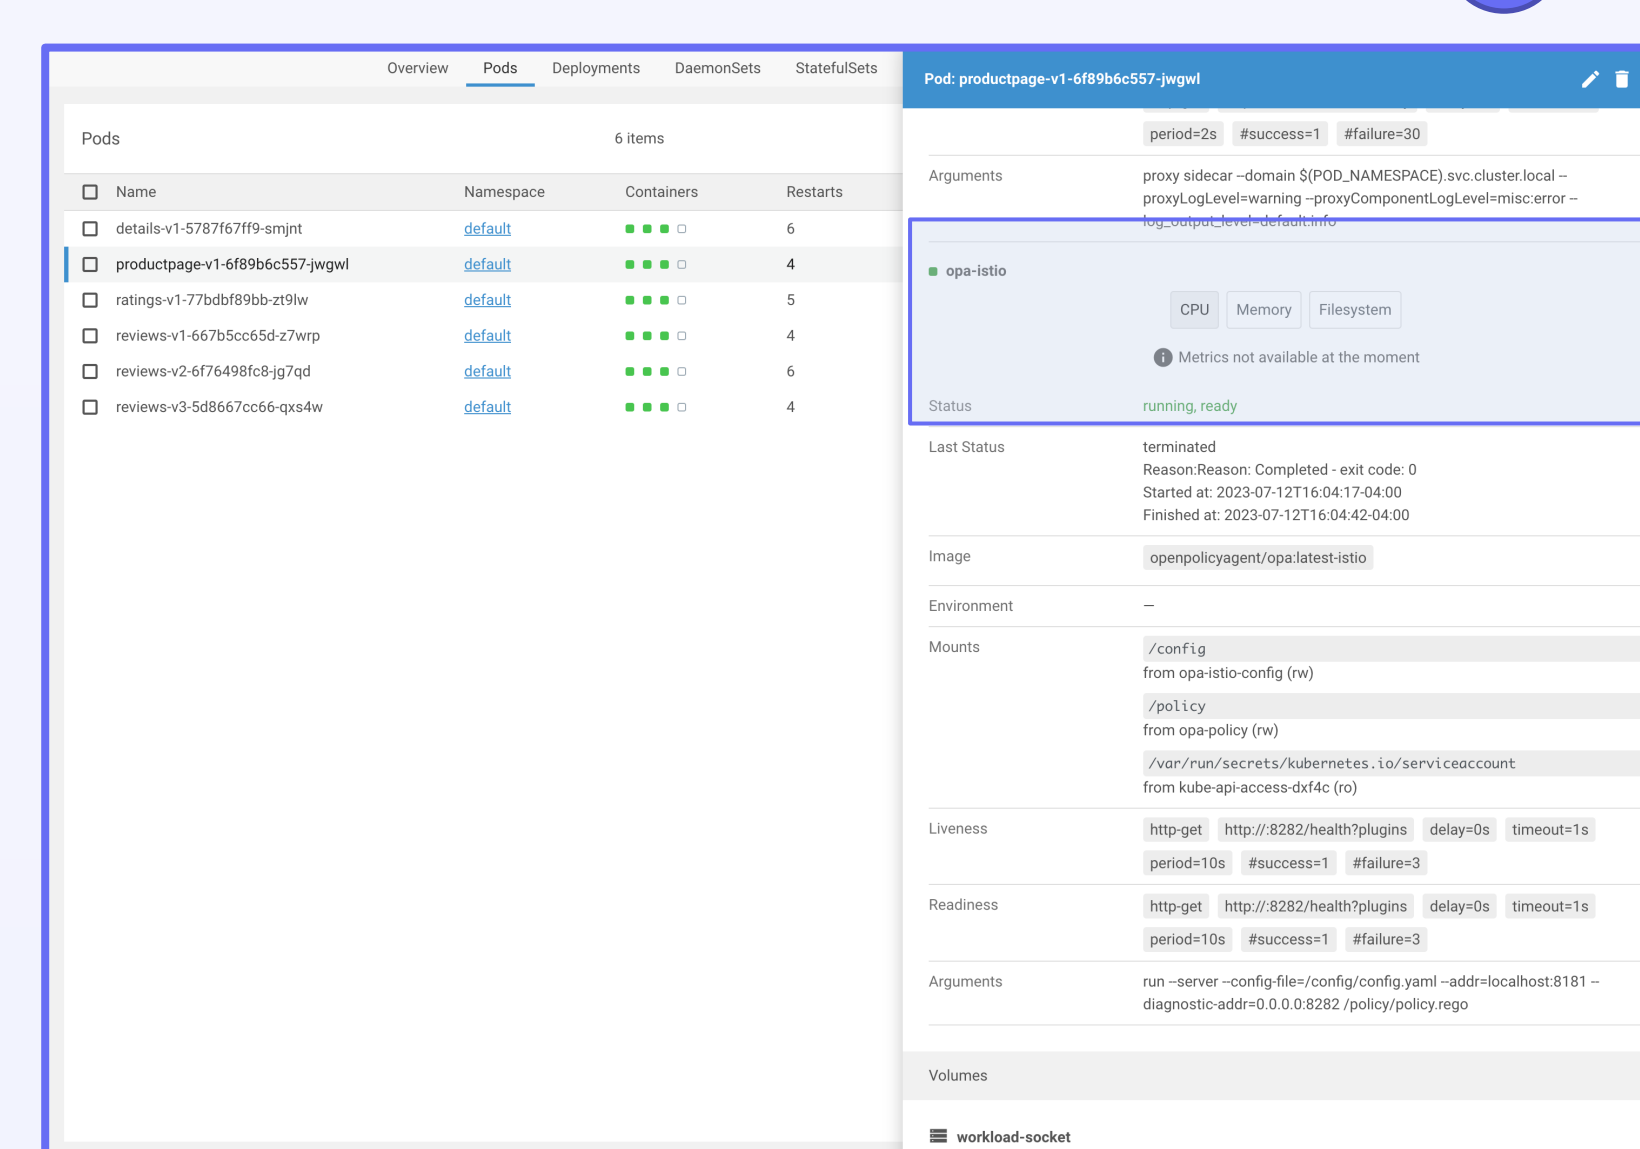 Overview Pods Deployments DaemonSets StatefulSets
Pods 6 items
Name Namespace Containers Restarts
details-v1-5787f67ff9-smjnt default 6
productpage-v1-6f89b6c557-jwgwl default 4
ratings-v1-77bdbf89bb-zt9lw default 5
reviews-v1-667b5cc65d-z7wrp default 4
reviews-v2-6f76498fc8-jg7qd default 6
reviews-v3-5d8667cc66-qxs4w default 4
Pod: productpage-v1-6f89b6c557-jwgwl
period=2s #success=1 #failure=30
Arguments proxy sidecar --domain $(POD_NAMESPACE).svc.cluster.local --
proxyLogLevel=warning --proxyComponentLogLevel=misc:error --
log_output_level=default:info
opa-istio
CPU Memory Filesystem
Metrics not available at the moment
Status running, ready
Last Status terminated
Reason:Reason: Completed - exit code: 0
Started at: 2023-07-12T16:04:17-04:00
Finished at: 2023-07-12T16:04:42-04:00
Image openpolicyagent/opa:latest-istio
Environment —
Mounts /config
from opa-istio-config (rw)
/policy
from opa-policy (rw)
/var/run/secrets/kubernetes.io/serviceaccount
from kube-api-access-dxf4c (ro)
Liveness http-get http://:8282/health?plugins delay=0s timeout=1s
period=10s #success=1 #failure=3
Readiness http-get http://:8282/health?plugins delay=0s timeout=1s
period=10s #success=1 #failure=3
Arguments run --server --config-file=/config/config.yaml --addr=localhost:8181 --
diagnostic-addr=0.0.0.0:8282 /policy/policy.rego
Volumes
workload-socket